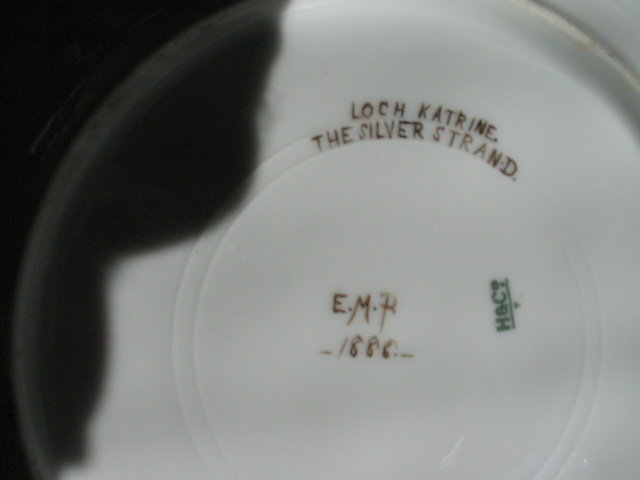 LOCH KATRINE
THE SILVER STRAND.
E.M.R
-1886.-
H&Co